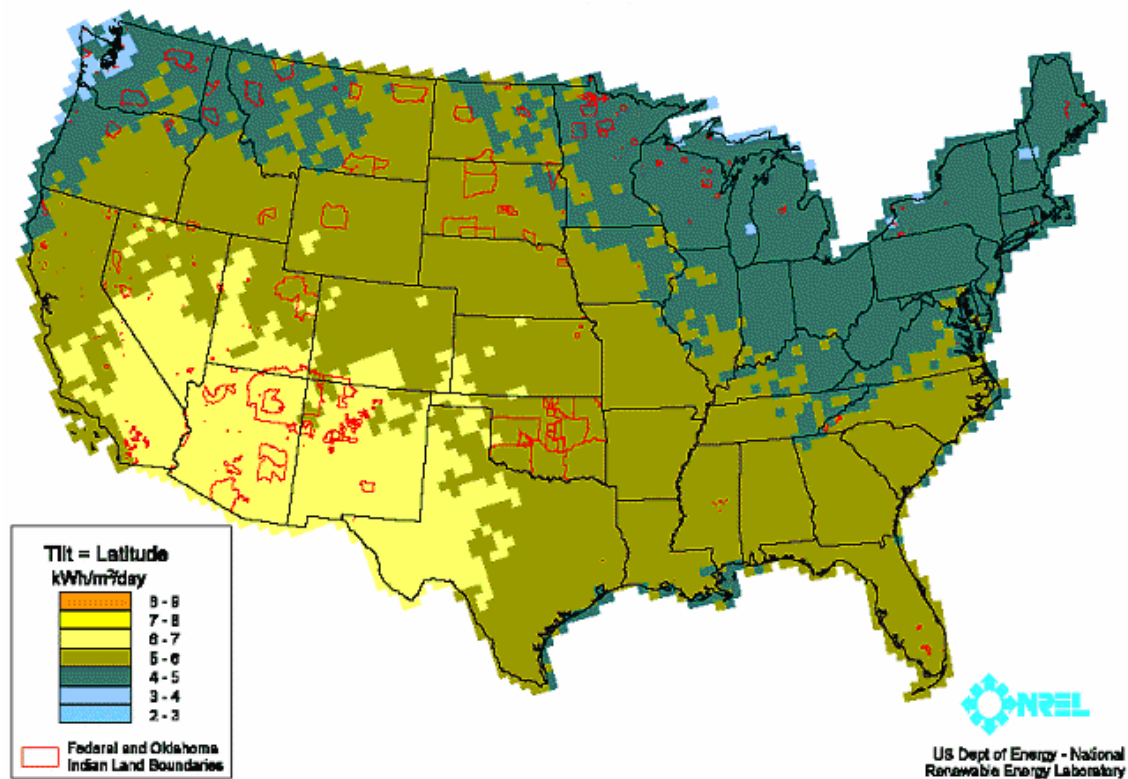 Tilt = Latitude
kWh/m²/day
8 - 9
7 - 8
6 - 7
5 - 6
4 - 5
3 - 4
2 - 3
Federal and Oklahoma
Indian Land Boundaries
NREL
US Dept of Energy - National
Renewable Energy Laboratory